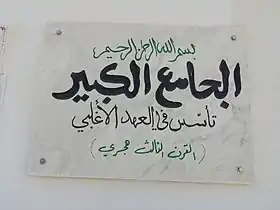 بسم الله الرحمن الرحيم
الجامع الكبير
تأسس في العهد الأغلبي
(القرن الثالث هجري)